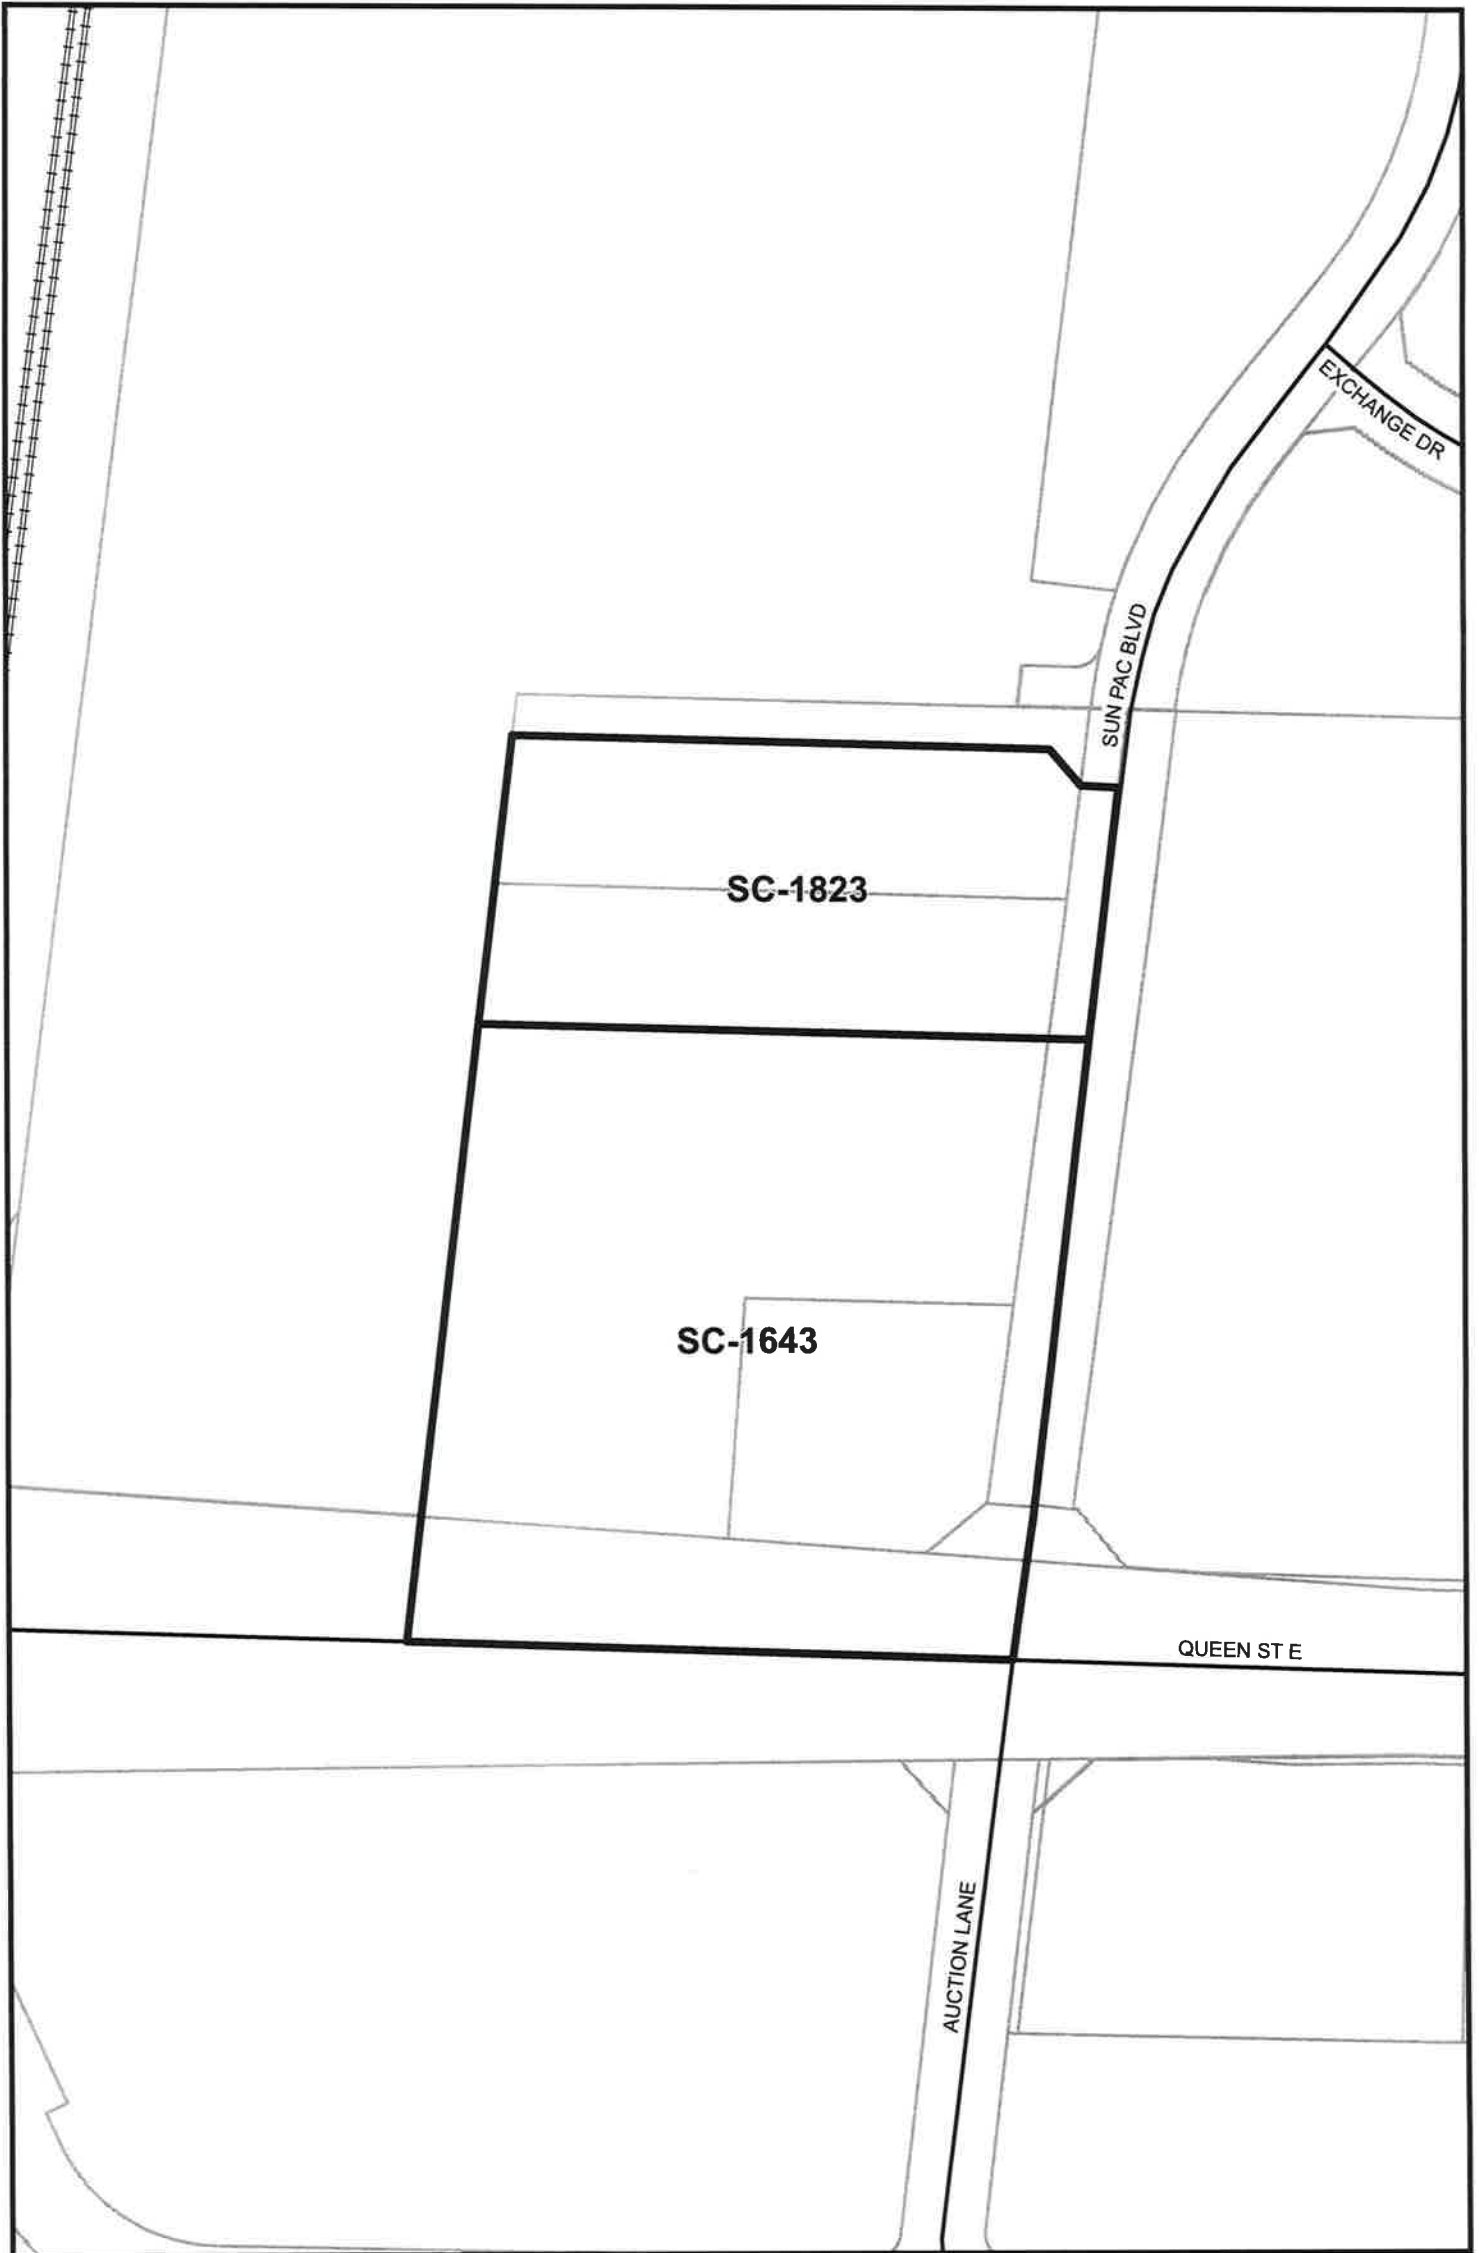 EXCHANGE DR
SUN PAC BLVD
SC-1823
SC-1643
QUEEN ST E
AUCTION LANE